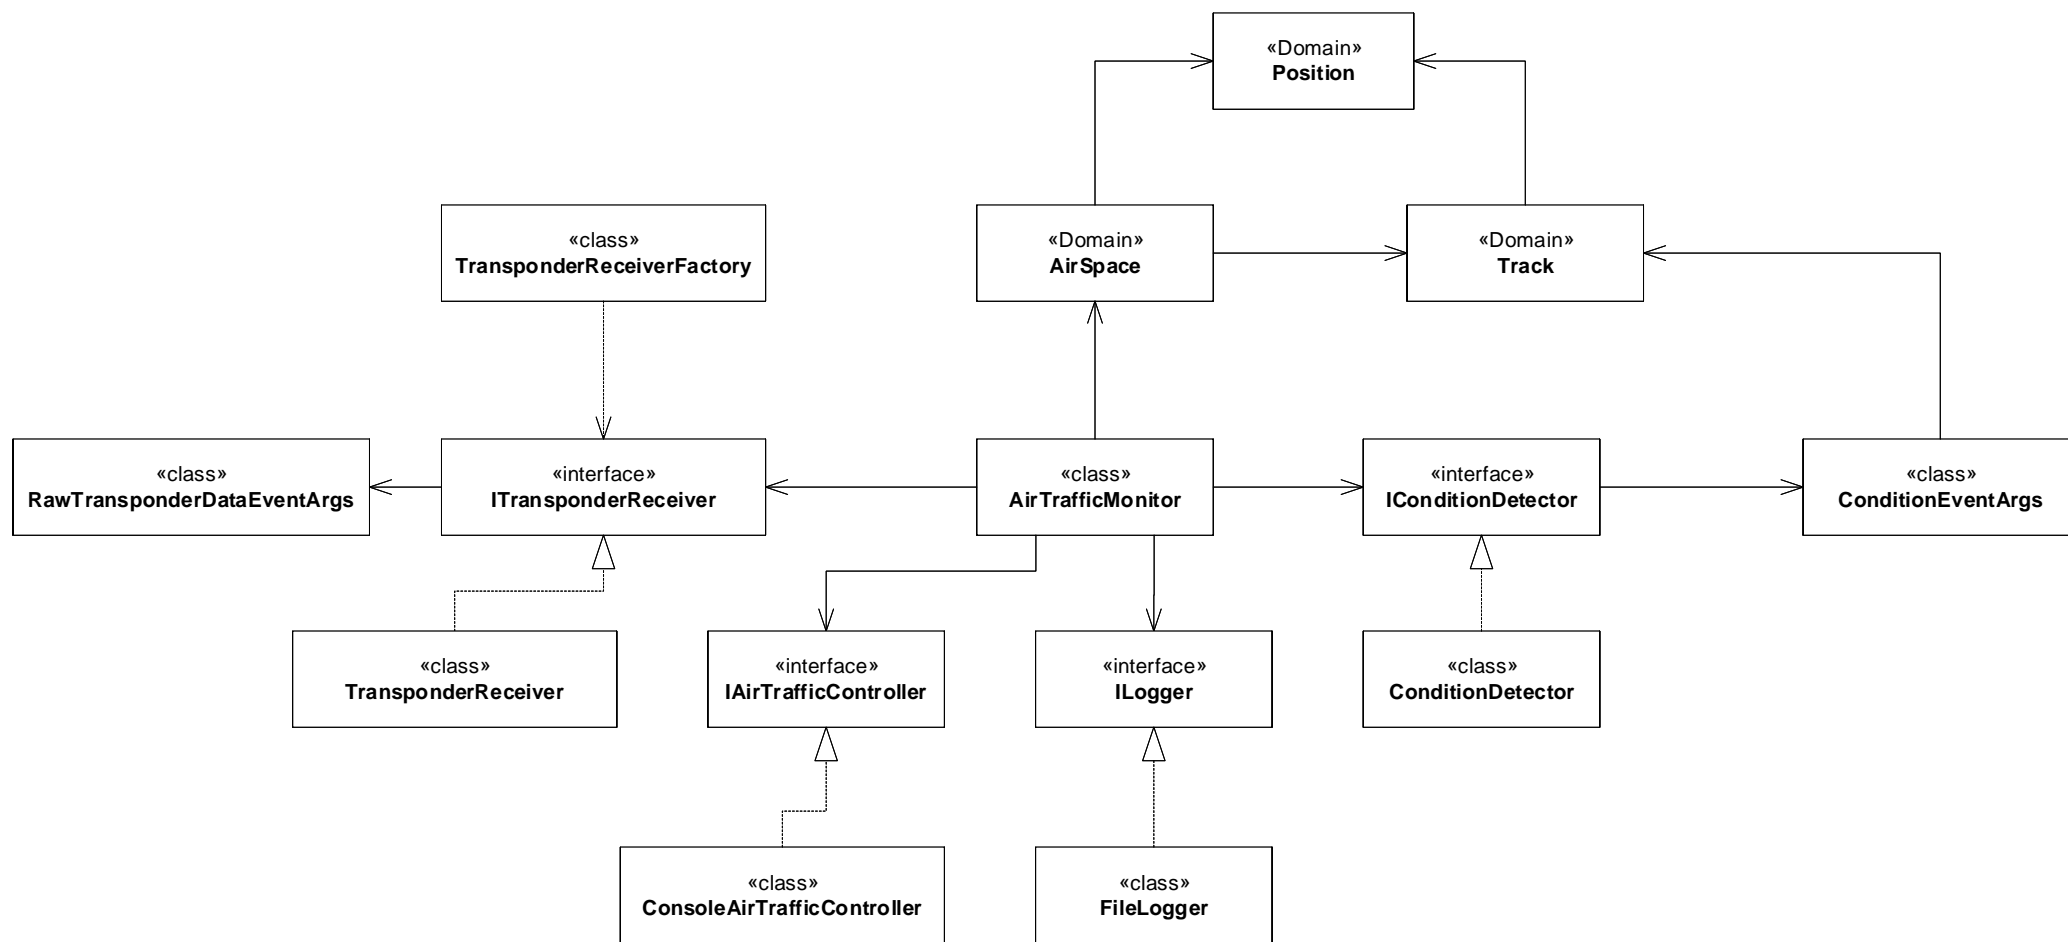 «Domain»
Position
«class»
TransponderReceiverFactory
«Domain»
AirSpace
«Domain»
Track
«class»
RawTransponderDataEventArgs
«interface»
ITransponderReceiver
«class»
AirTrafficMonitor
«interface»
IConditionDetector
«class»
ConditionEventArgs
«class»
TransponderReceiver
«interface»
IAirTrafficController
«interface»
ILogger
«class»
ConditionDetector
«class»
ConsoleAirTrafficController
«class»
FileLogger